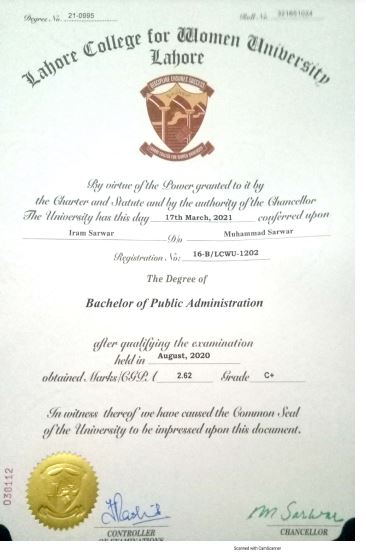 Degree No. 21-0995
Roll No.
Lahore College for Women University
Lahore
DISCIPLINE ENSURES SUCCESS
LAHORE COLLEGE FOR WOMEN UNIVERSITY
By virtue of the Power granted to it by
the Charter and Statute and by the authority of the Chancellor
The University has this day 17th March, 2021 conferred upon
Iram Sarwar D/o Muhammad Sarwar
Registration No: 16-B/LCWU-1202
The Degree of
Bachelor of Public Administration
after qualifying the examination
held in August, 2020
obtained Marks/CGPA 2.62 Grade C+
In witness thereof we have caused the Common Seal
of the University to be impressed upon this document.
038112
M Sarwar
CONTROLLER
OF EXAMINATIONS
CHANCELLOR
Scanned with CamScanner